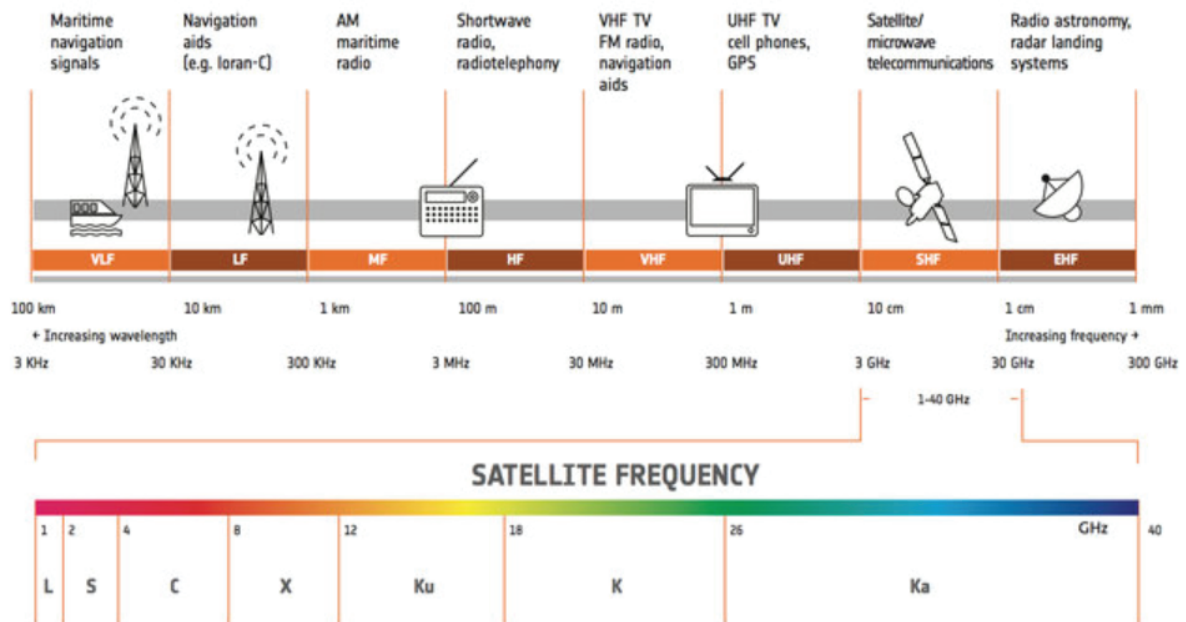 Maritime
navigation
signals
Navigation
aids
(e.g. loran-C)
AM
maritime
radio
Shortwave
radio,
radiotelephony
VHF TV
FM radio,
navigation
aids
UHF TV
cell phones,
GPS
Satellite/
microwave
telecommunications
Radio astronomy,
radar landing
systems
VLF LF MF HF VHF UHF SHF EHF
100 km 10 km 1 km 100 m 10 m 1 m 10 cm 1 cm 1 mm
← Increasing wavelength Increasing frequency →
3 KHz 30 KHz 300 KHz 3 MHz 30 MHz 300 MHz 3 GHz 30 GHz 300 GHz
1-40 GHz
SATELLITE FREQUENCY
1 2 4 8 12 18 26 GHz 40
L S C X Ku K Ka